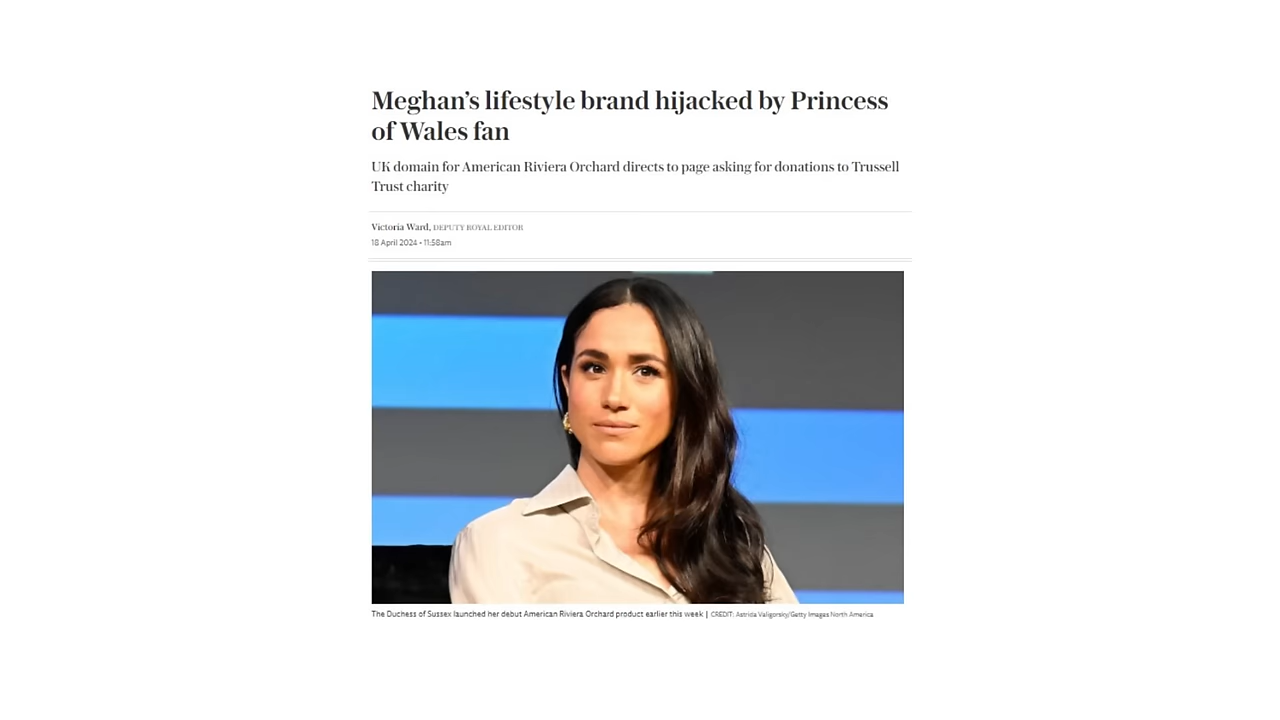 Meghan’s lifestyle brand hijacked by Princess
of Wales fan
UK domain for American Riviera Orchard directs to page asking for donations to Trussell
Trust charity
Victoria Ward, DEPUTY ROYAL EDITOR
18 April 2024 • 11:58am
The Duchess of Sussex launched her debut American Riviera Orchard product earlier this week | CREDIT: Astrida Valigorsky/Getty Images North America